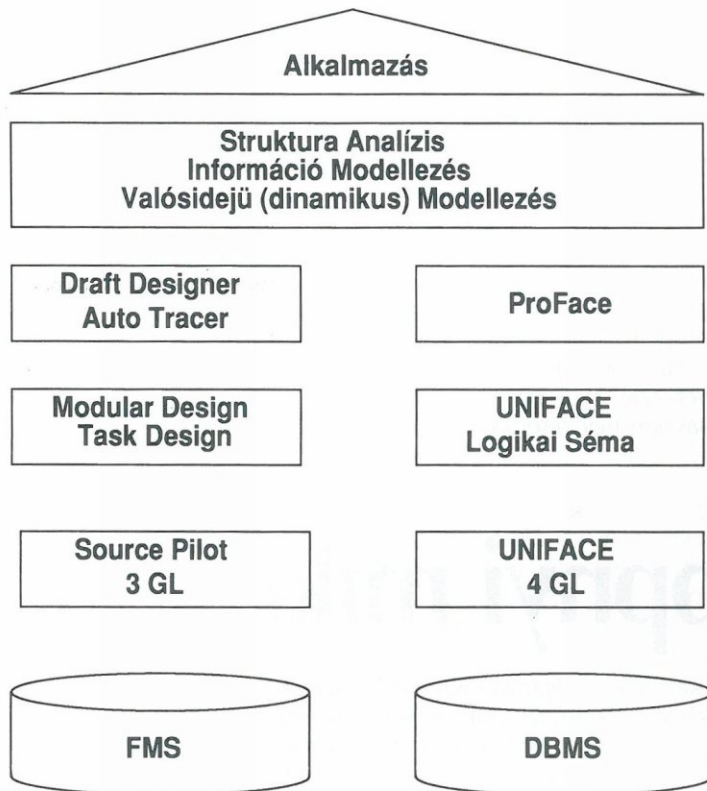 Alkalmazás
Struktura Analízis
Információ Modellezés
Valósidejü (dinamikus) Modellezés
Draft Designer
Auto Tracer
ProFace
Modular Design
Task Design
UNIFACE
Logikai Séma
Source Pilot
3 GL
UNIFACE
4 GL
FMS
DBMS